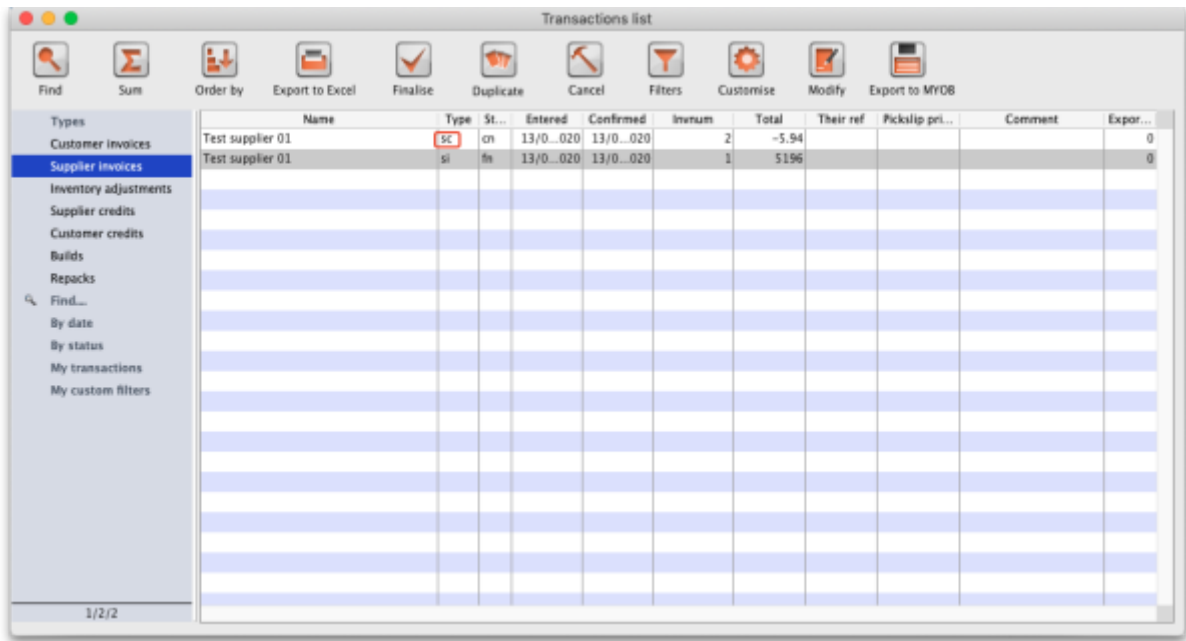 Transactions list
Find Sum Order by Export to Excel Finalise Duplicate Cancel Filters Customise Modify Export to MYOB
Types
Customer invoices
Supplier invoices
Inventory adjustments
Supplier credits
Customer credits
Builds
Repacks
Find...
By date
By status
My transactions
My custom filters
1/2/2
Name Type St... Entered Confirmed Invnum Total Their ref Pickslip pri... Comment Expor...
Test supplier 01 sc cn 13/0...020 13/0...020 2 -5.94 0
Test supplier 01 si fn 13/0...020 13/0...020 1 5196 0